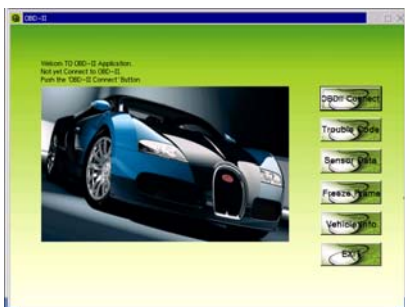 OBD-II
Welcom TO OBD-II Application.
Not yet Connect to OBD-II.
Push the 'OBD-II Connect' Button
OBDII Connect
Trouble Code
Sensor Data
Freeze Frame
Vehicle Info
Exit